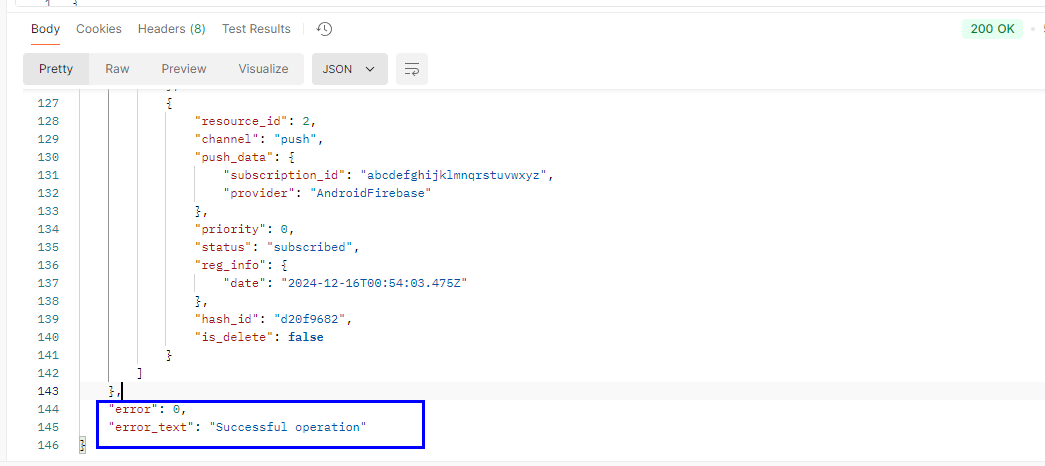 Body Cookies Headers (8) Test Results 200 OK
Pretty Raw Preview Visualize JSON
127 {
128 "resource_id": 2,
129 "channel": "push",
130 "push_data": {
131 "subscription_id": "abcdefghijklmnqrstuvwxyz",
132 "provider": "AndroidFirebase"
133 },
134 "priority": 0,
135 "status": "subscribed",
136 "reg_info": {
137 "date": "2024-12-16T00:54:03.475Z"
138 },
139 "hash_id": "d20f9682",
140 "is_delete": false
141 }
142 ]
143 },
144 "error": 0,
145 "error_text": "Successful operation"
146 }